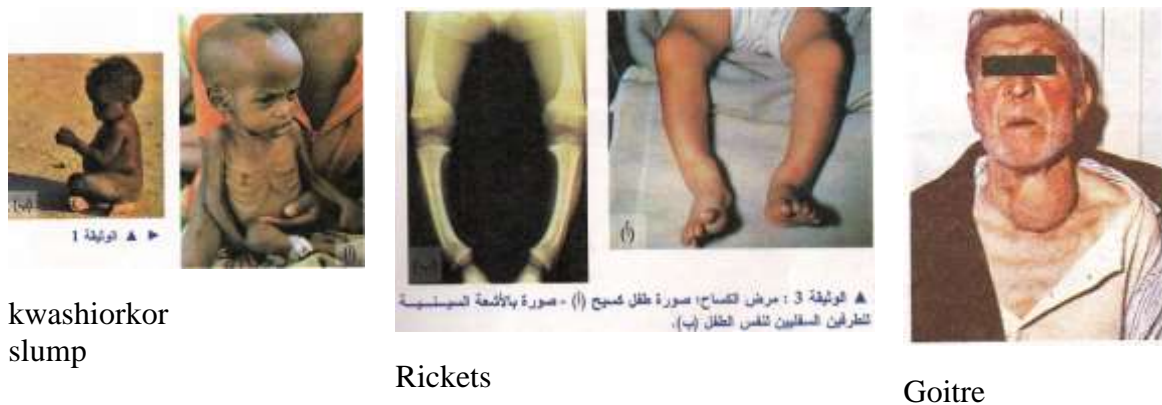 (ب)
(أ)
► ▲ الوثيقة 1
(أ)
▲ الوثيقة 3 : مرض الكساح؛ صورة طفل كسيح (أ) - صورة بالأشعة السينية
للطرفين السفليين لنفس الطفل (ب).
kwashiorkor
slump
Rickets
Goitre